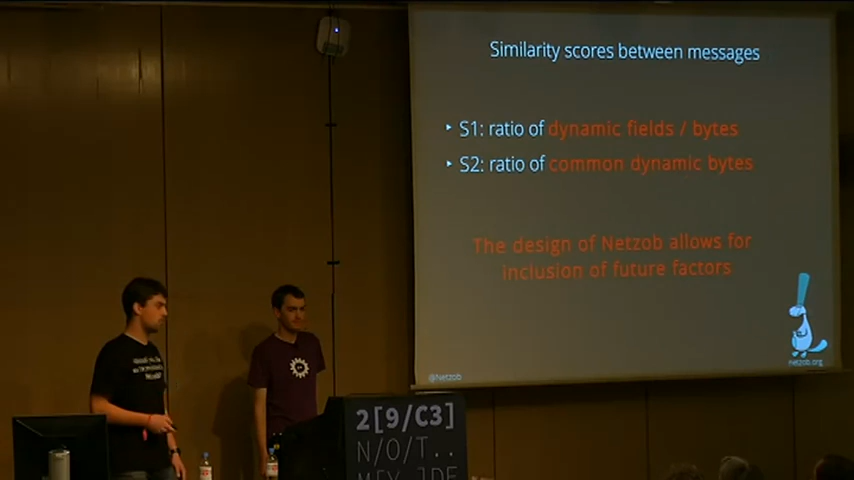 Similarity scores between messages
S1: ratio of dynamic fields / bytes
S2: ratio of common dynamic bytes
The design of Netzob allows for
inclusion of future factors
@Netzob
netzob.org
2[9/C3]
N/O/T..